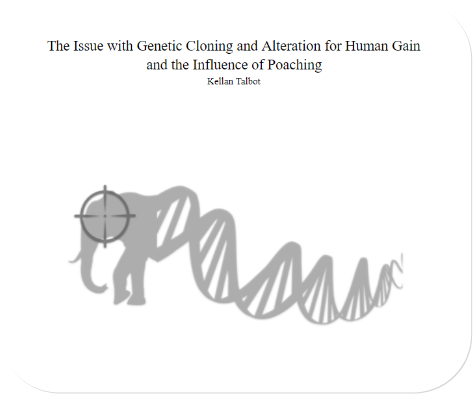 The Issue with Genetic Cloning and Alteration for Human Gain
and the Influence of Poaching
Kellan Talbot